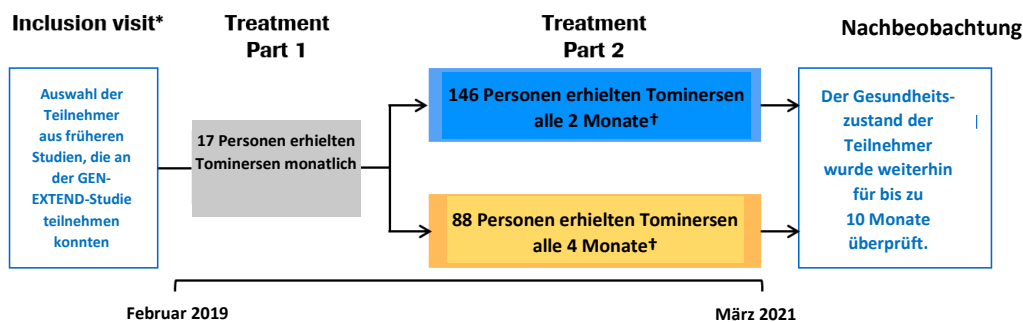 Inclusion visit*
Treatment
Part 1
Treatment
Part 2
Nachbeobachtung
Auswahl der
Teilnehmer
aus früheren
Studien, die an
der GEN-
EXTEND-Studie
teilnehmen
konnten
17 Personen erhielten
Tominersen monatlich
146 Personen erhielten Tominersen
alle 2 Monate†
88 Personen erhielten Tominersen
alle 4 Monate†
Der Gesundheits-
zustand der
Teilnehmer
wurde weiterhin
für bis zu
10 Monate
überprüft.
Februar 2019
März 2021